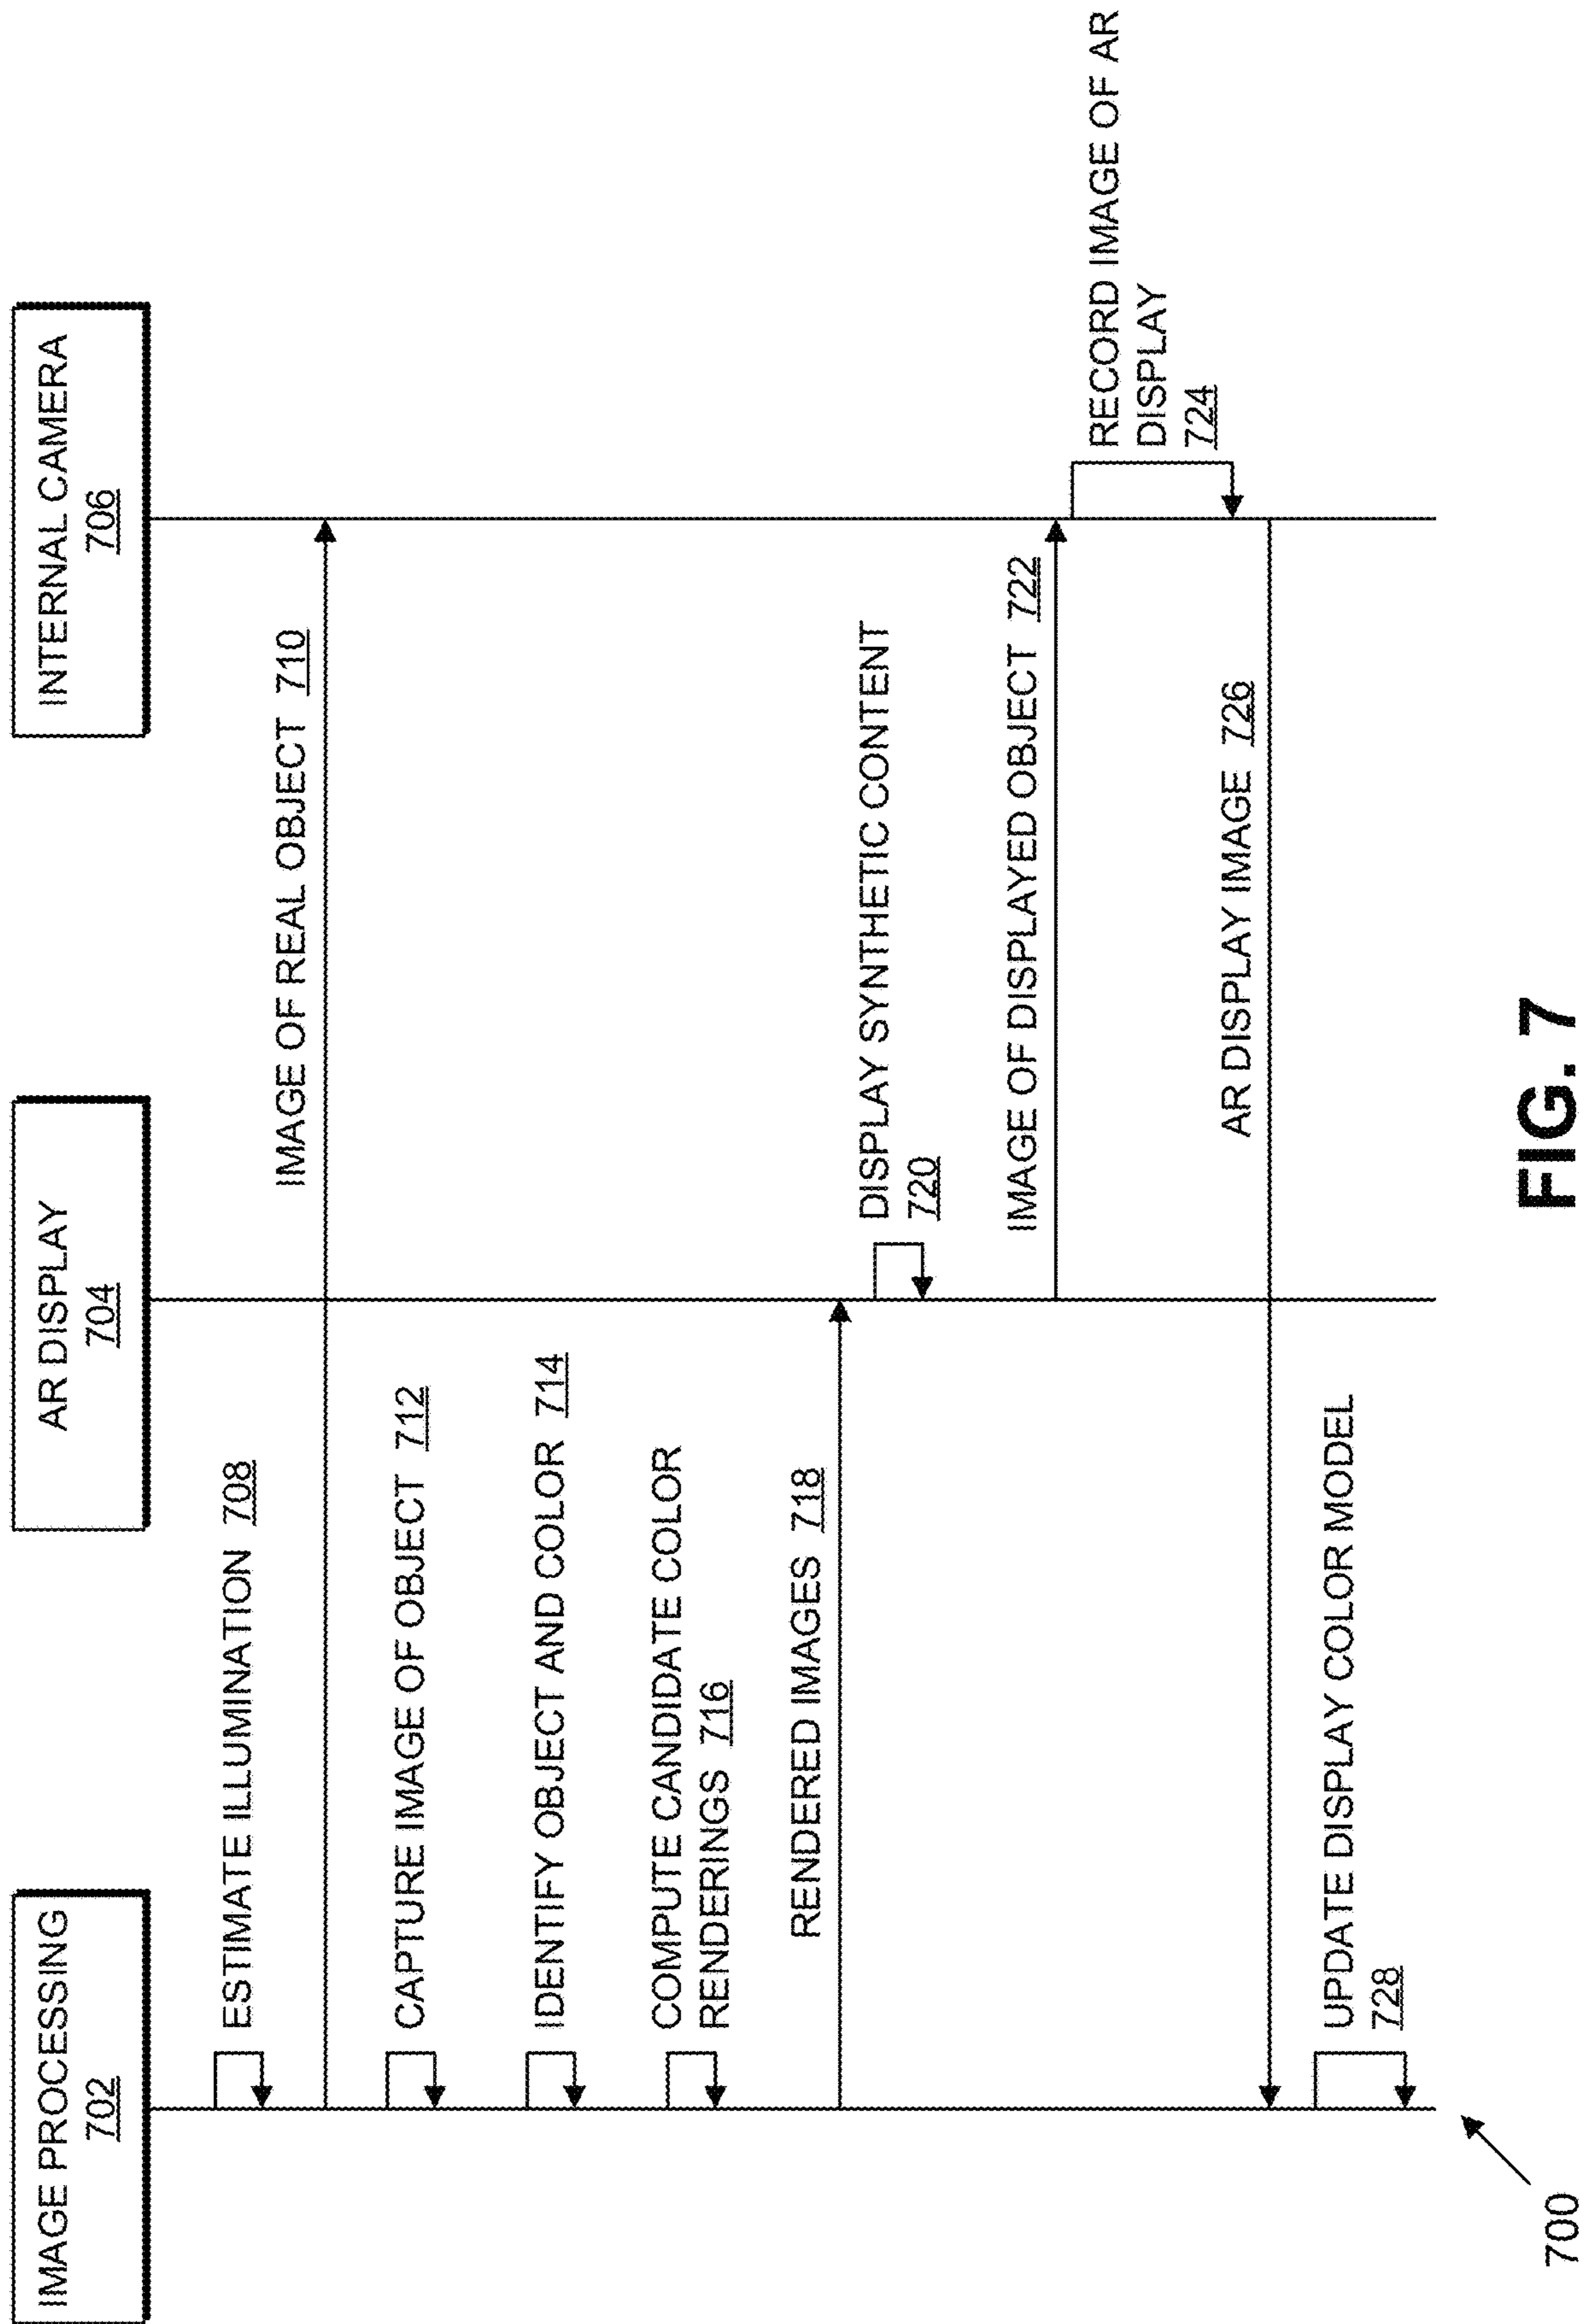 IMAGE PROCESSING
702
AR DISPLAY
704
INTERNAL CAMERA
706
ESTIMATE ILLUMINATION 708
IMAGE OF REAL OBJECT 710
CAPTURE IMAGE OF OBJECT 712
IDENTIFY OBJECT AND COLOR 714
COMPUTE CANDIDATE COLOR
RENDERINGS 716
RENDERED IMAGES 718
DISPLAY SYNTHETIC CONTENT
720
IMAGE OF DISPLAYED OBJECT 722
RECORD IMAGE OF AR
DISPLAY
724
AR DISPLAY IMAGE 726
UPDATE DISPLAY COLOR MODEL
728
700
FIG. 7